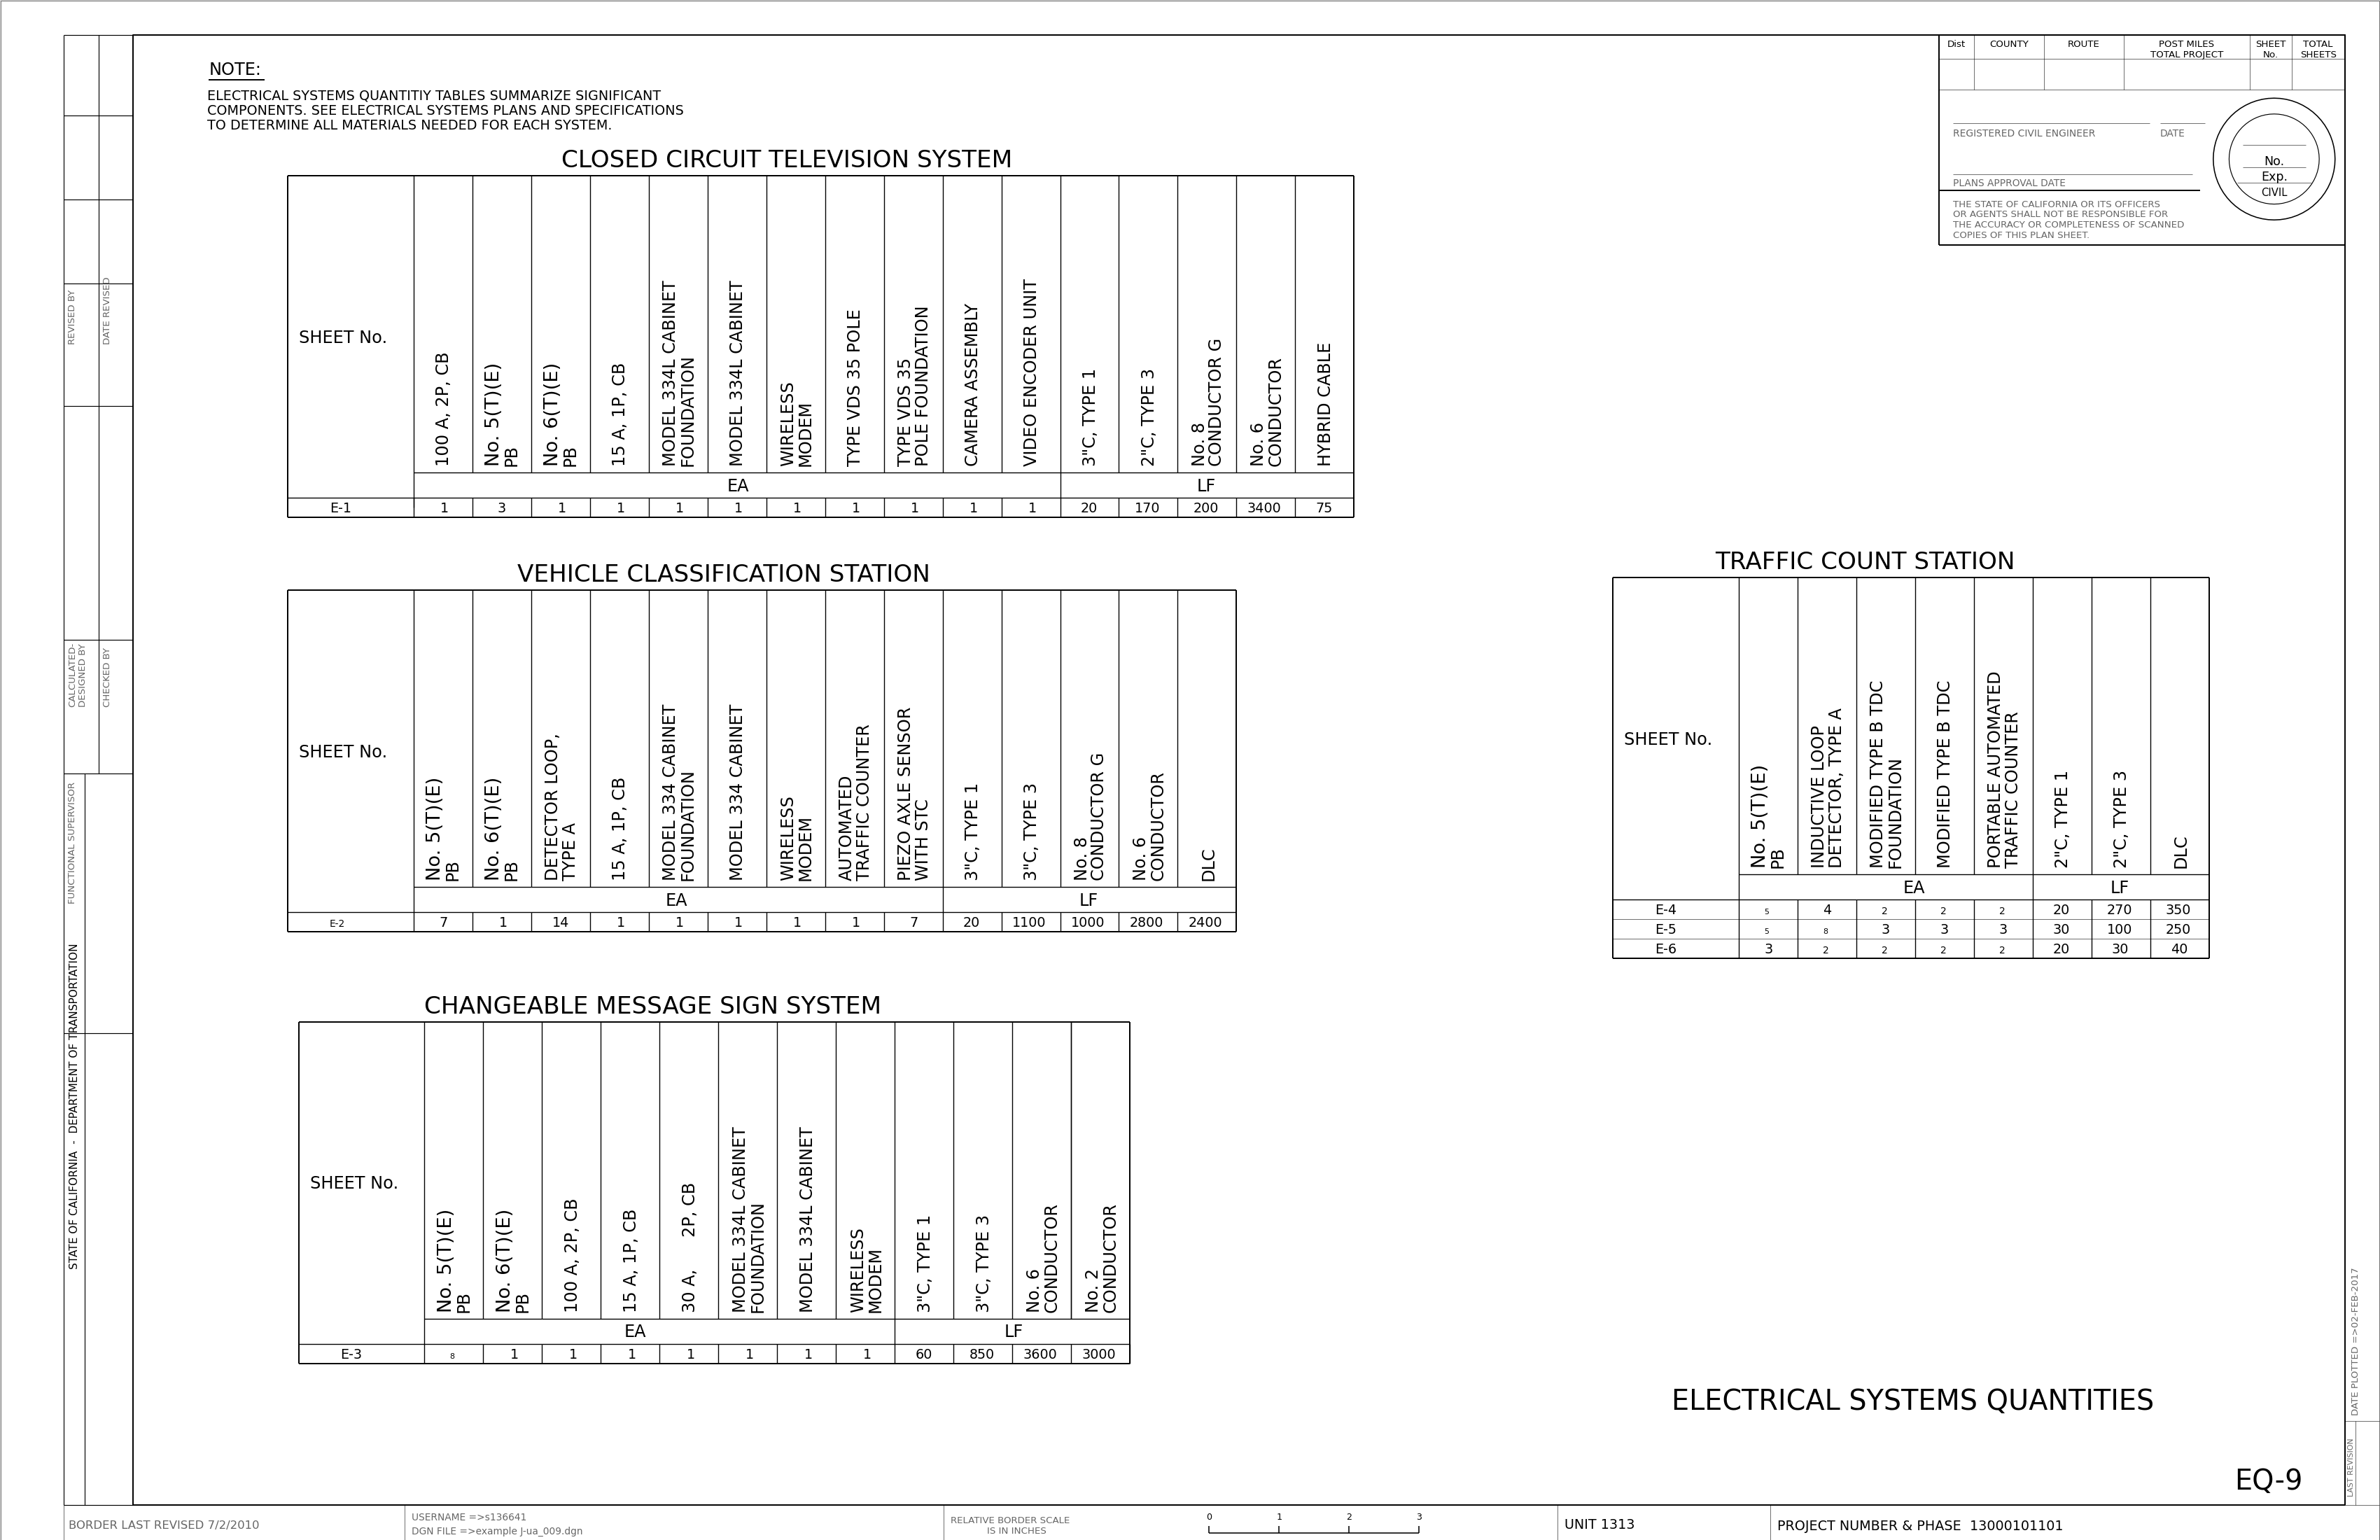 NOTE:
ELECTRICAL SYSTEMS QUANTITIY TABLES SUMMARIZE SIGNIFICANT
COMPONENTS. SEE ELECTRICAL SYSTEMS PLANS AND SPECIFICATIONS
TO DETERMINE ALL MATERIALS NEEDED FOR EACH SYSTEM.
Dist COUNTY ROUTE POST MILES TOTAL PROJECT SHEET No. TOTAL SHEETS
REGISTERED CIVIL ENGINEER DATE
PLANS APPROVAL DATE
THE STATE OF CALIFORNIA OR ITS OFFICERS
OR AGENTS SHALL NOT BE RESPONSIBLE FOR
THE ACCURACY OR COMPLETENESS OF SCANNED
COPIES OF THIS PLAN SHEET.
No.
Exp.
CIVIL
CLOSED CIRCUIT TELEVISION SYSTEM
SHEET No.
100 A, 2P, CB
No. 5(T)(E)
PB
No. 6(T)(E)
PB
15 A, 1P, CB
MODEL 334L CABINET
FOUNDATION
MODEL 334L CABINET
WIRELESS
MODEM
TYPE VDS 35 POLE
TYPE VDS 35
POLE FOUNDATION
CAMERA ASSEMBLY
VIDEO ENCODER UNIT
3"C, TYPE 1
2"C, TYPE 3
No. 8
CONDUCTOR G
No. 6
CONDUCTOR
HYBRID CABLE
EA LF
E-1 1 3 1 1 1 1 1 1 1 1 1 20 170 200 3400 75
VEHICLE CLASSIFICATION STATION
SHEET No.
No. 5(T)(E)
PB
No. 6(T)(E)
PB
DETECTOR LOOP,
TYPE A
15 A, 1P, CB
MODEL 334 CABINET
FOUNDATION
MODEL 334 CABINET
WIRELESS
MODEM
AUTOMATED
TRAFFIC COUNTER
PIEZO AXLE SENSOR
WITH STC
3"C, TYPE 1
3"C, TYPE 3
No. 8
CONDUCTOR G
No. 6
CONDUCTOR
DLC
EA LF
E-2 7 1 14 1 1 1 1 1 7 20 1100 1000 2800 2400
TRAFFIC COUNT STATION
SHEET No.
No. 5(T)(E)
PB
INDUCTIVE LOOP
DETECTOR, TYPE A
MODIFIED TYPE B TDC
FOUNDATION
MODIFIED TYPE B TDC
PORTABLE AUTOMATED
TRAFFIC COUNTER
2"C, TYPE 1
2"C, TYPE 3
DLC
EA LF
E-4 5 4 2 2 2 20 270 350
E-5 5 8 3 3 3 30 100 250
E-6 3 2 2 2 2 20 30 40
CHANGEABLE MESSAGE SIGN SYSTEM
SHEET No.
No. 5(T)(E)
PB
No. 6(T)(E)
PB
100 A, 2P, CB
15 A, 1P, CB
30 A, 2P, CB
MODEL 334L CABINET
FOUNDATION
MODEL 334L CABINET
WIRELESS
MODEM
3"C, TYPE 1
3"C, TYPE 3
No. 6
CONDUCTOR
No. 2
CONDUCTOR
EA LF
E-3 8 1 1 1 1 1 1 1 60 850 3600 3000
ELECTRICAL SYSTEMS QUANTITIES
EQ-9
REVISED BY
DATE REVISED
CALCULATED-
DESIGNED BY
CHECKED BY
FUNCTIONAL SUPERVISOR
STATE OF CALIFORNIA - DEPARTMENT OF TRANSPORTATION
DATE PLOTTED =>02-FEB-2017
LAST REVISION
BORDER LAST REVISED 7/2/2010
USERNAME =>s136641
DGN FILE =>example J-ua_009.dgn
RELATIVE BORDER SCALE
IS IN INCHES
0 1 2 3
UNIT 1313
PROJECT NUMBER & PHASE 13000101101